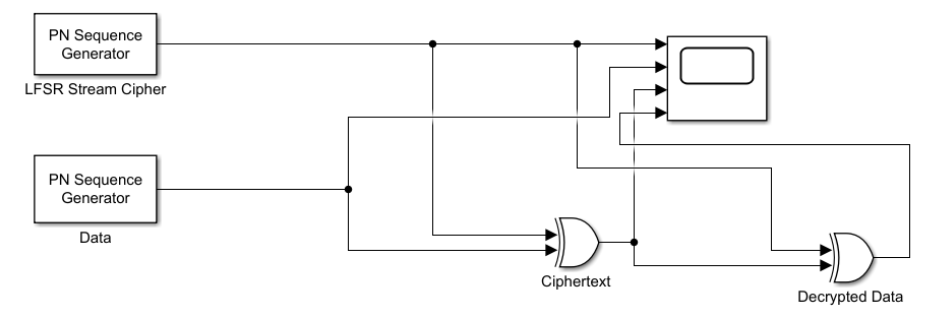 PN Sequence
Generator
LFSR Stream Cipher
PN Sequence
Generator
Data
Ciphertext
Decrypted Data